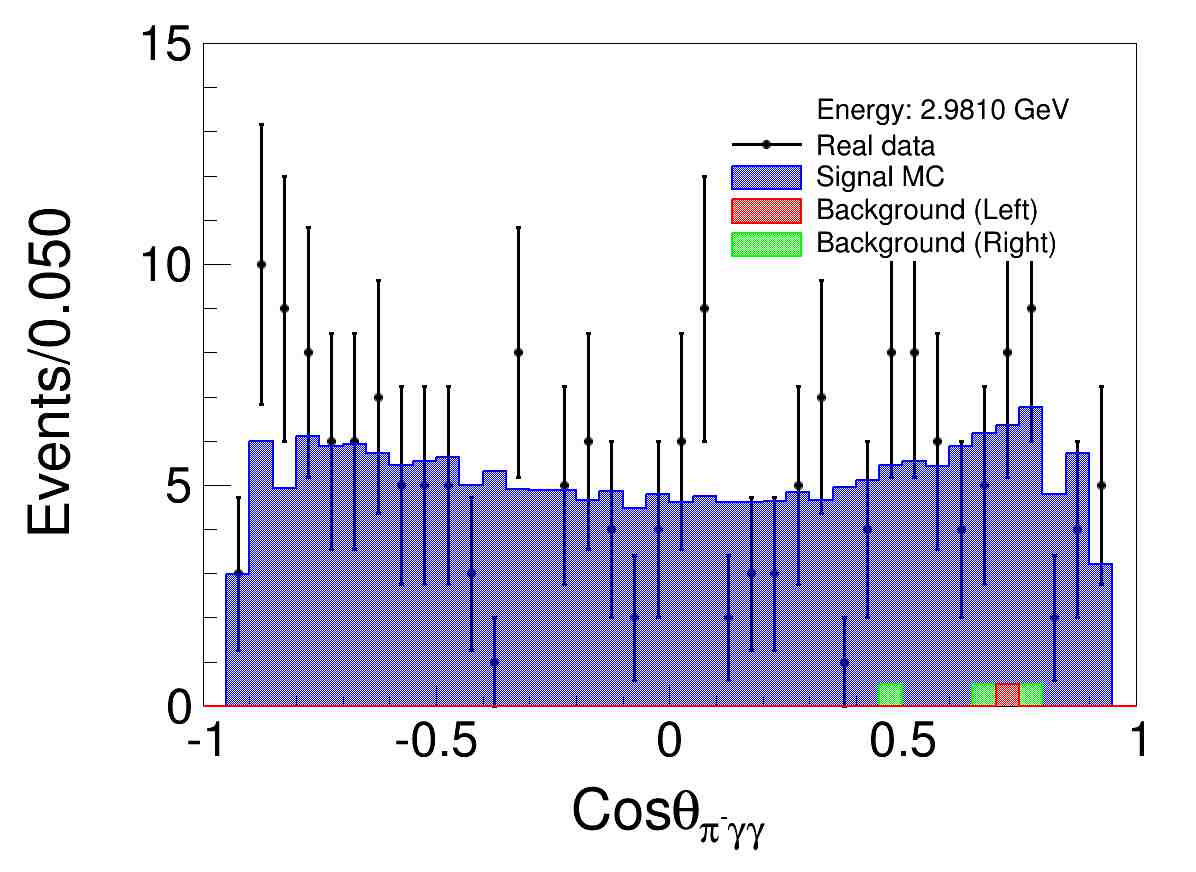 15
10
5
0
Events/0.050
Energy: 2.9810 GeV
Real data
Signal MC
Background (Left)
Background (Right)
-1
-0.5
0
0.5
1
Cosθπ-γγ